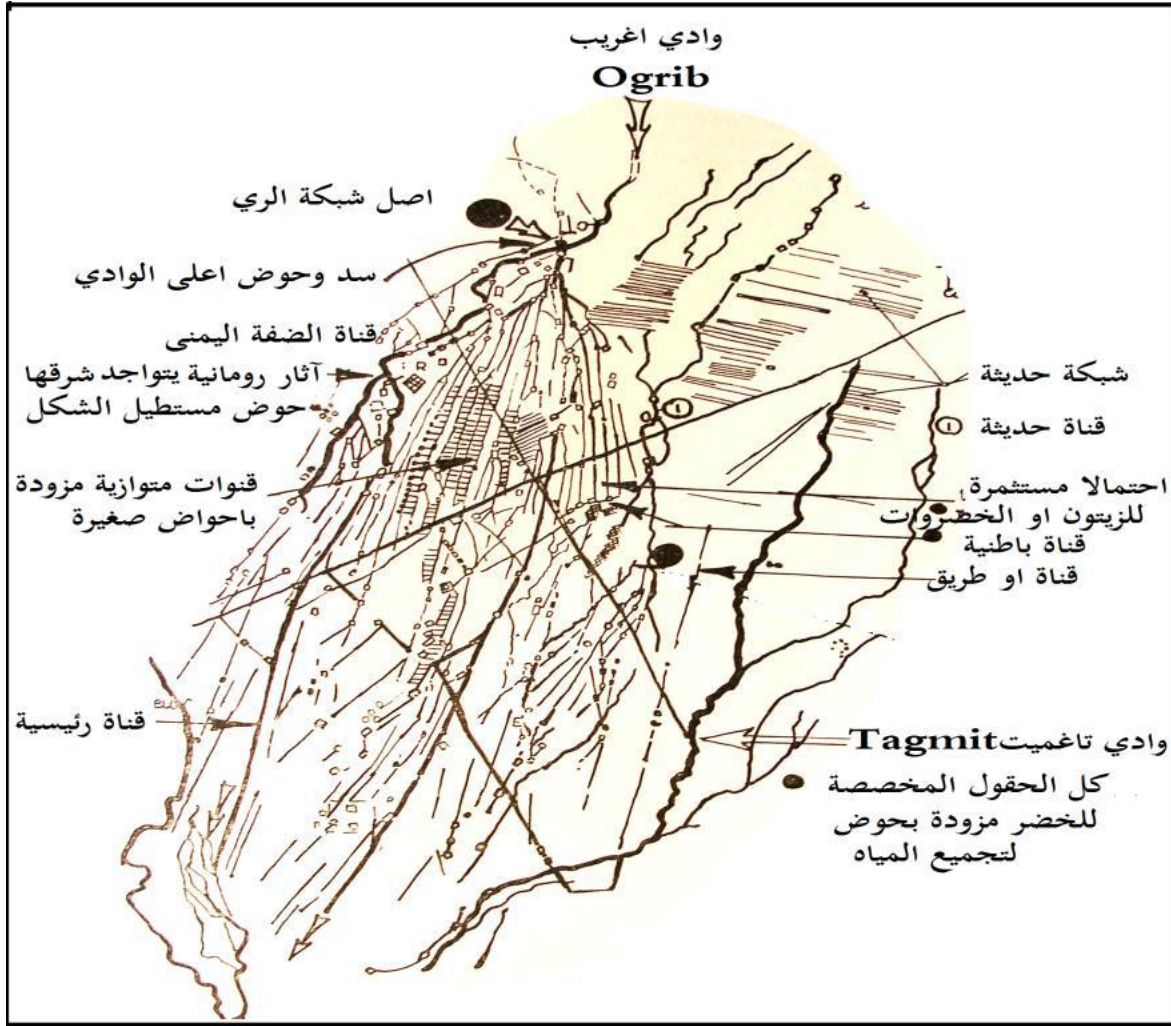 وادي اغريب
Ogrib
اصل شبكة الري
سد وحوض اعلى الوادي
قناة الضفة اليمنى
آثار رومانية يتواجد شرقها
حوض مستطيل الشكل
قنوات متوازية مزودة
باحواض صغيرة
قناة رئيسية
شبكة حديثة
١
قناة حديثة ١
احتمالا مستثمرة
للزيتون او الخضروات
قناة باطنية
قناة او طريق
وادي تاغميت Tagmit
كل الحقول المخصصة
للخضر مزودة بحوض
لتجميع المياه